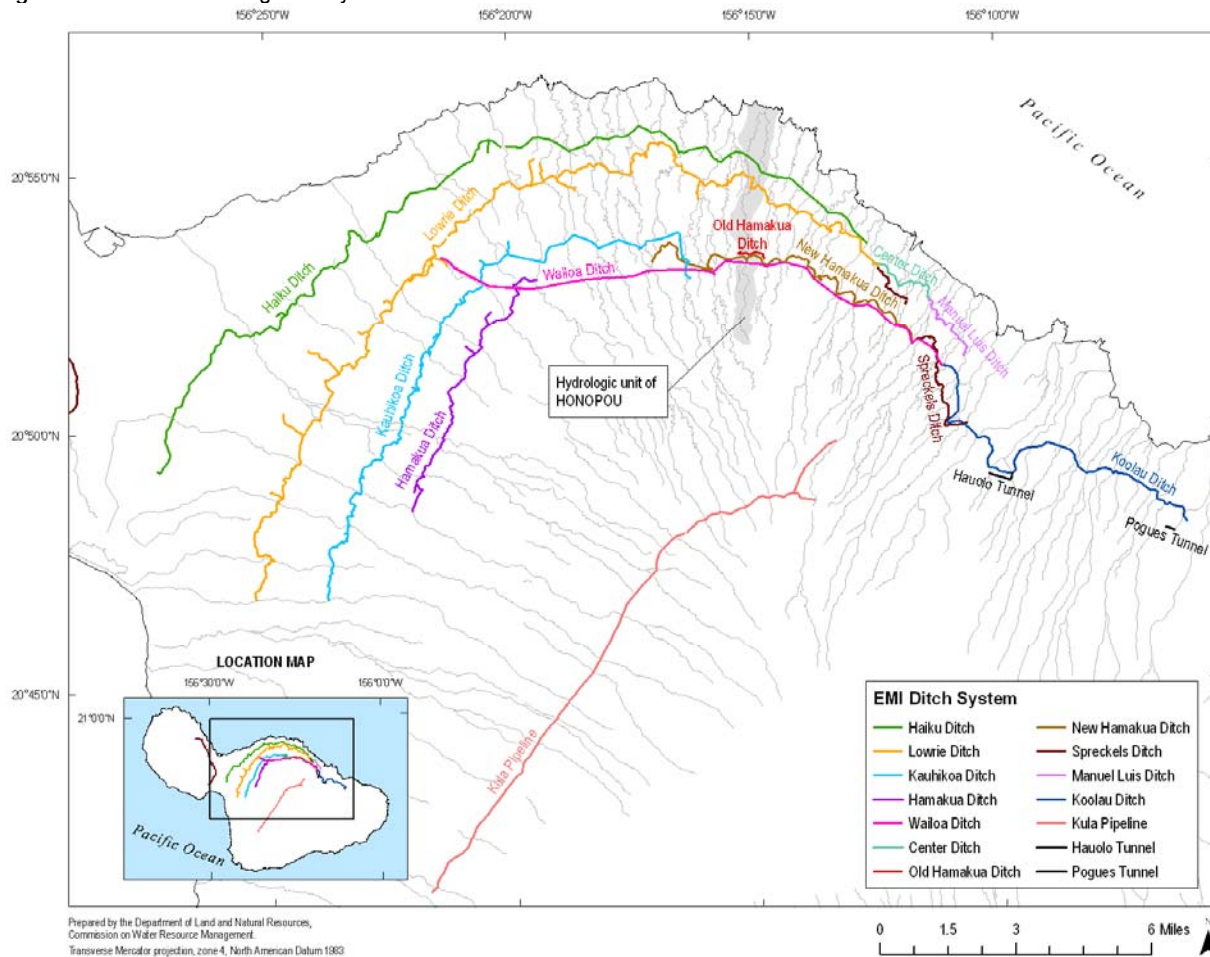 156°25'0"W
156°20'0"W
156°15'0"W
156°10'0"W
Pacific Ocean
20°55'0"N
20°50'0"N
20°45'0"N
Haiku Ditch
Lowrie Ditch
Kauhikoa Ditch
Hamakua Ditch
Wailoa Ditch
Old Hamakua
Ditch
New Hamakua Ditch
Center Ditch
Manuel Luis Ditch
Spreckels Ditch
Hydrologic unit of
HONOPOU
Koolau Ditch
Hauolo Tunnel
Pogues Tunnel
Kula Pipeline
LOCATION MAP
156°30'0"W
156°0'0"W
21°0'0"N
Pacific Ocean
EMI Ditch System
Haiku Ditch
Lowrie Ditch
Kauhikoa Ditch
Hamakua Ditch
Wailoa Ditch
Center Ditch
Old Hamakua Ditch
New Hamakua Ditch
Spreckels Ditch
Manuel Luis Ditch
Koolau Ditch
Kula Pipeline
Hauolo Tunnel
Pogues Tunnel
Prepared by the Department of Land and Natural Resources,
Commission on Water Resource Management.
Transverse Mercator projection, zone 4, North American Datum 1983
0 1.5 3 6 Miles